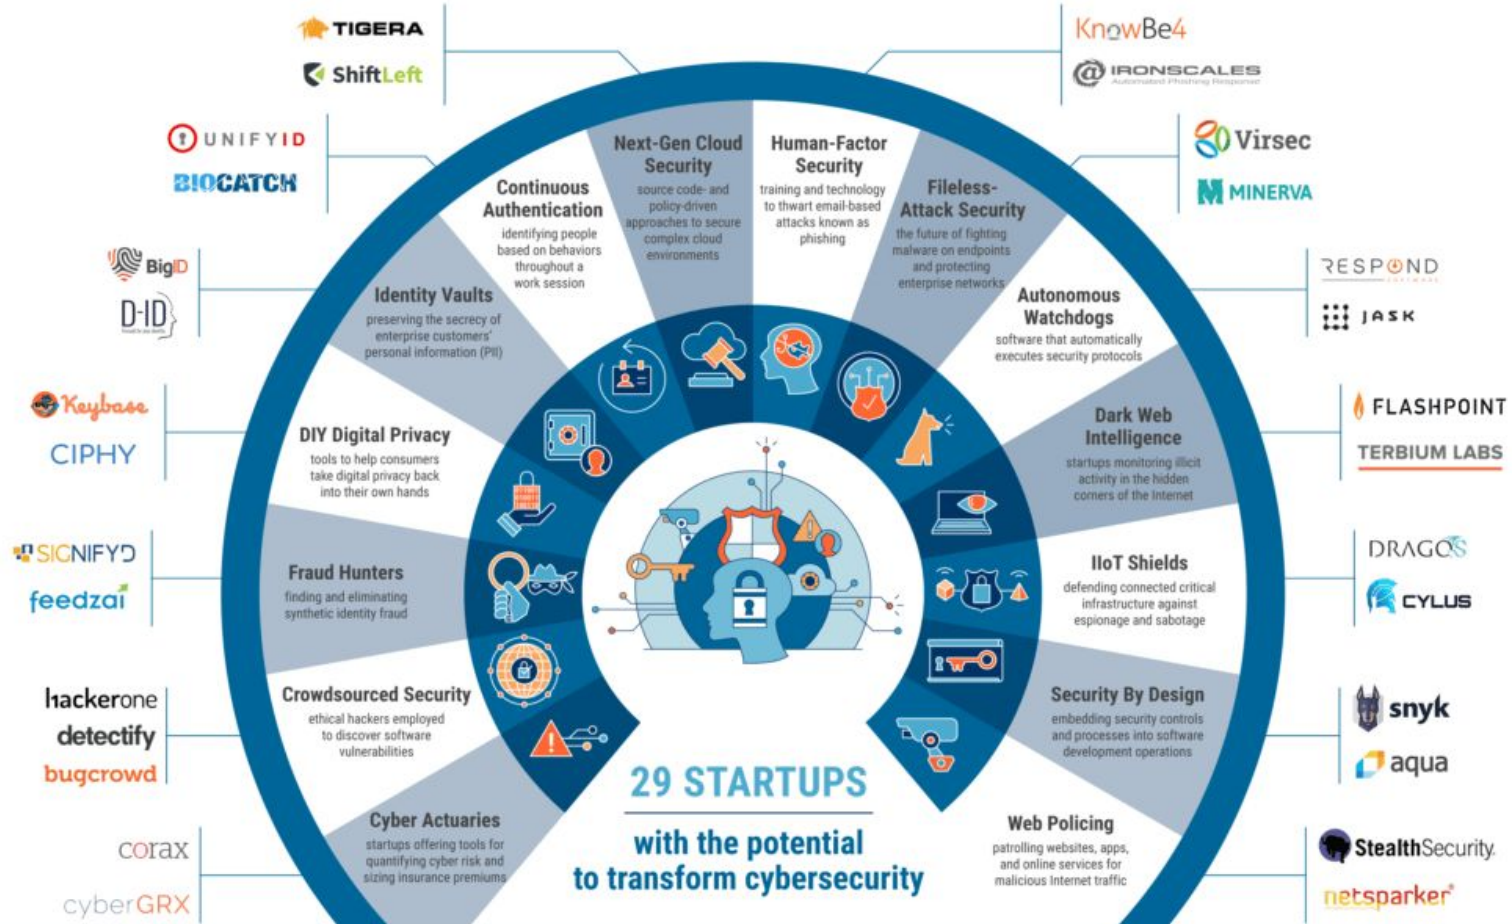 TIGERA
ShiftLeft
KnowBe4
IRONSCALES
Automated Phishing Response
UNIFYID
BIOCATCH
Virsec
MINERVA
BigID
D-ID
RESPOND
SOFTWARE
JASK
Keybase
CIPHY
FLASHPOINT
TERBIUM LABS
SIGNIFYD
feedzai
DRAGOS
CYLUS
hackerone
detectify
bugcrowd
snyk
aqua
corax
cyberGRX
StealthSecurity.
netsparker
Next-Gen Cloud
Security
source code- and
policy-driven
approaches to secure
complex cloud
environments
Human-Factor
Security
training and technology
to thwart email-based
attacks known as
phishing
Continuous
Authentication
identifying people
based on behaviors
throughout a
work session
Fileless-
Attack Security
the future of fighting
malware on endpoints
and protecting
enterprise networks
Identity Vaults
preserving the secrecy of
enterprise customers'
personal information (PII)
Autonomous
Watchdogs
software that automatically
executes security protocols
DIY Digital Privacy
tools to help consumers
take digital privacy back
into their own hands
Dark Web
Intelligence
startups monitoring illicit
activity in the hidden
corners of the Internet
Fraud Hunters
finding and eliminating
synthetic identity fraud
IIoT Shields
defending connected critical
infrastructure against
espionage and sabotage
Crowdsourced Security
ethical hackers employed
to discover software
vulnerabilities
Security By Design
embedding security controls
and processes into software
development operations
Cyber Actuaries
startups offering tools for
quantifying cyber risk and
sizing insurance premiums
Web Policing
patrolling websites, apps,
and online services for
malicious Internet traffic
29 STARTUPS
with the potential
to transform cybersecurity